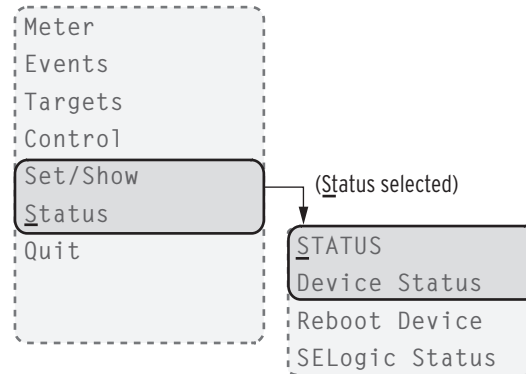 Meter
Events
Targets
Control
Set/Show
Status
Quit
(Status selected)
STATUS
Device Status
Reboot Device
SELogic Status